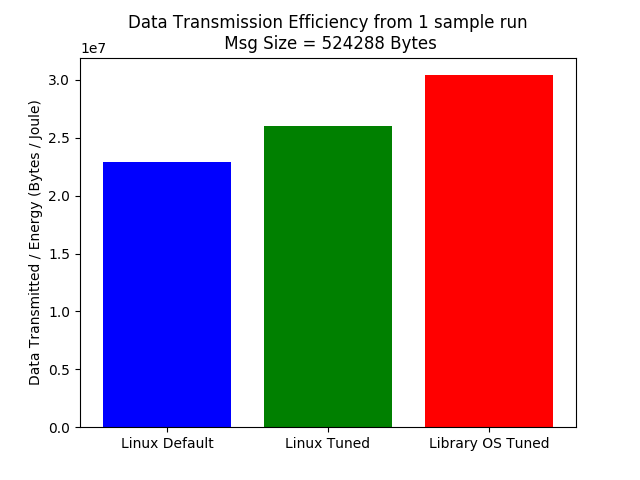 Data Transmission Efficiency from 1 sample run
Msg Size = 524288 Bytes
1e7
Data Transmitted / Energy (Bytes / Joule)
3.0
2.5
2.0
1.5
1.0
0.5
0.0
Linux Default
Linux Tuned
Library OS Tuned